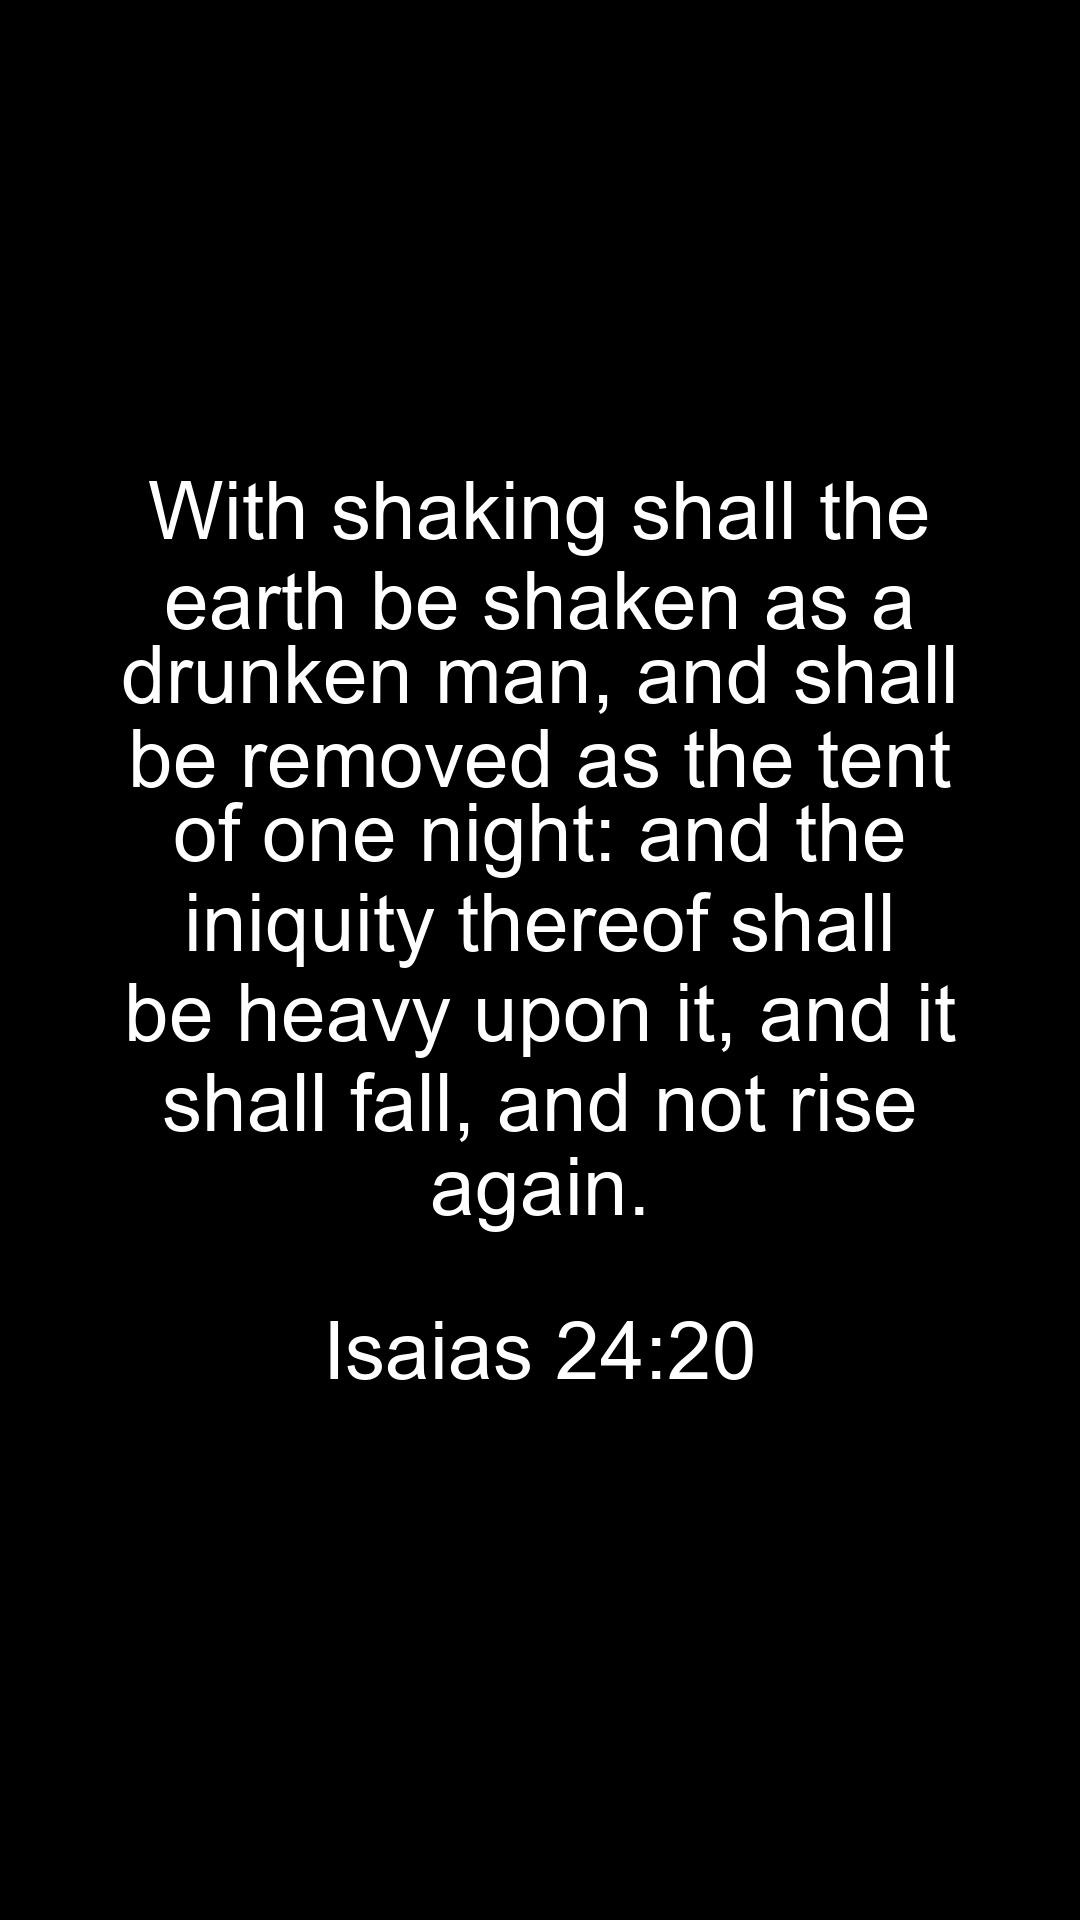 With shaking shall the
earth be shaken as a
drunken man, and shall
be removed as the tent
of one night: and the
iniquity thereof shall
be heavy upon it, and it
shall fall, and not rise
again.
Isaias 24:20